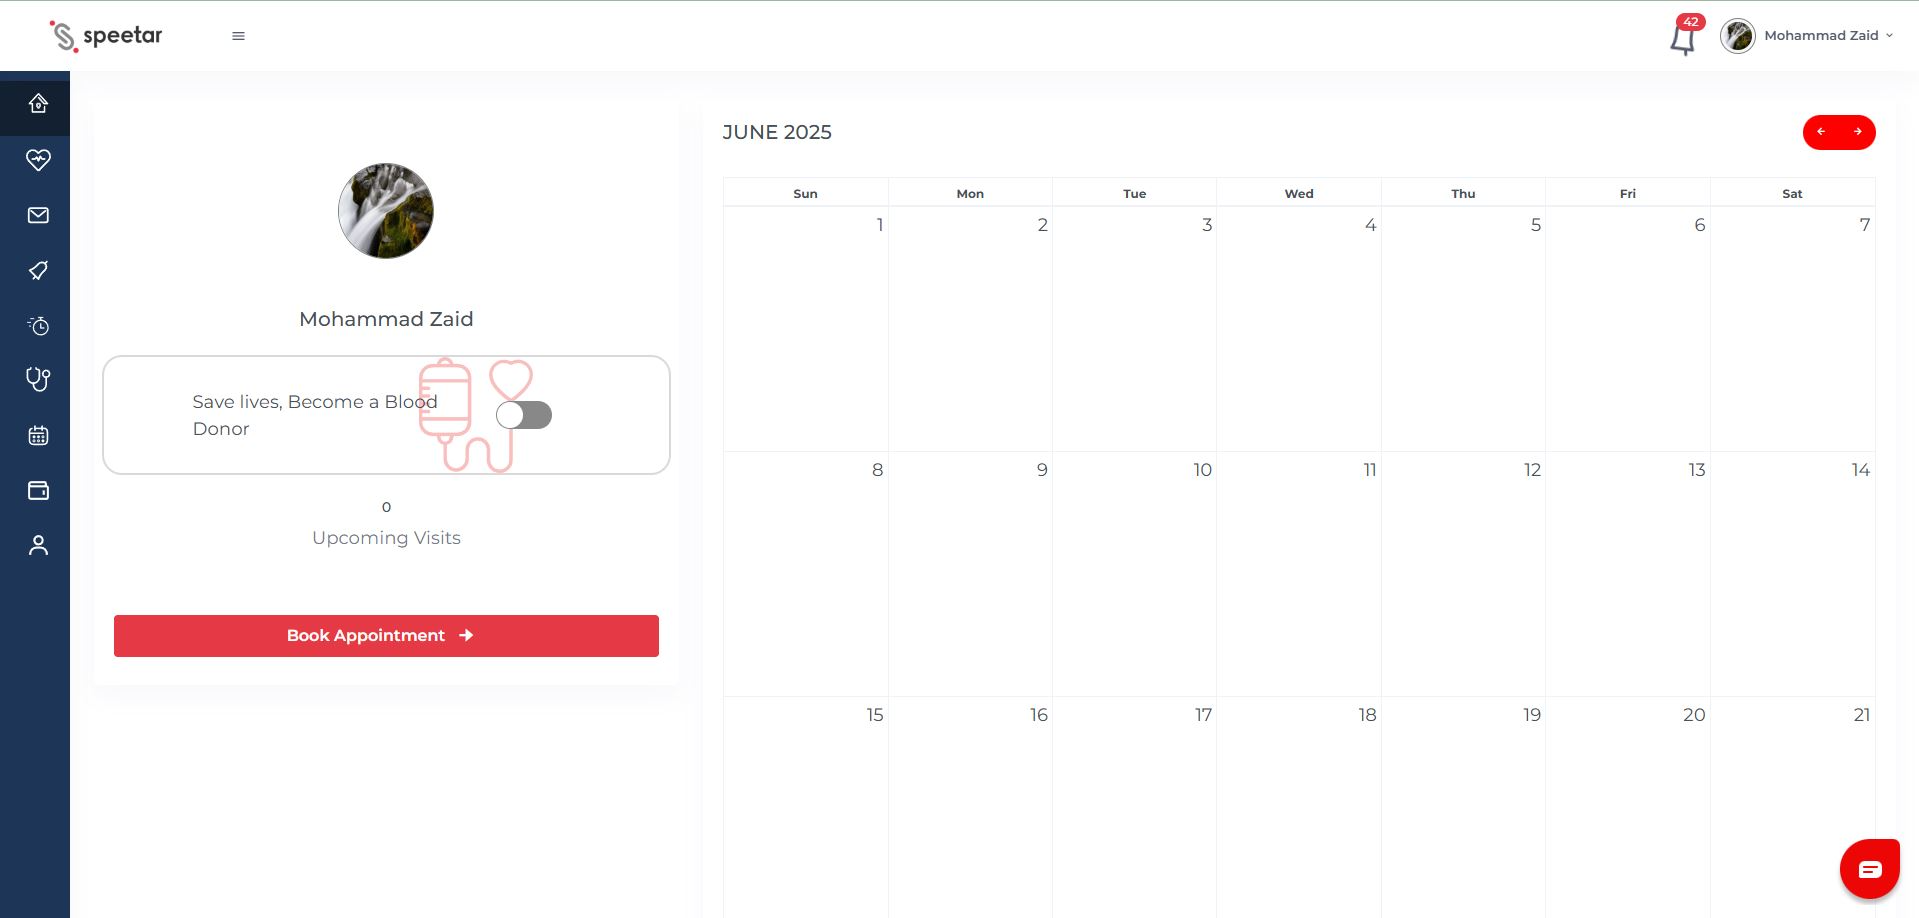 speetar
42
Mohammad Zaid
Mohammad Zaid
Save lives, Become a Blood
Donor
0
Upcoming Visits
Book Appointment
JUNE 2025
Sun Mon Tue Wed Thu Fri Sat
1 2 3 4 5 6 7
8 9 10 11 12 13 14
15 16 17 18 19 20 21